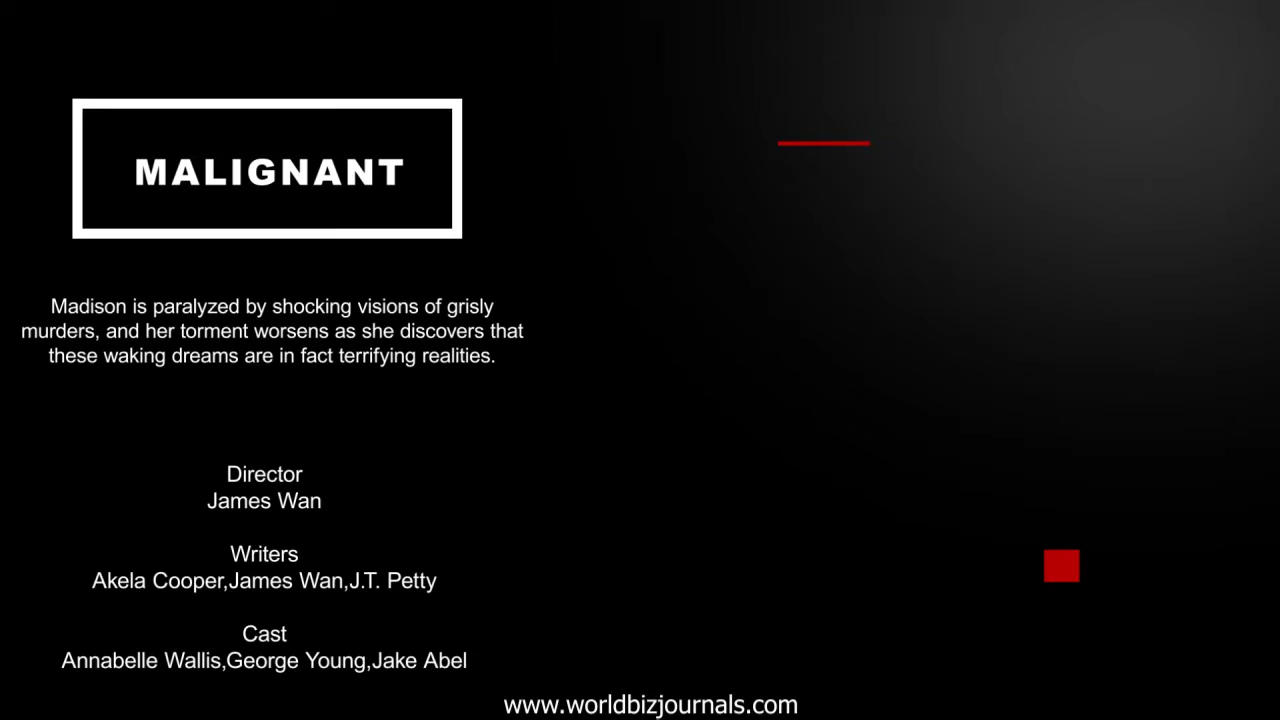 MALIGNANT
Madison is paralyzed by shocking visions of grisly
murders, and her torment worsens as she discovers that
these waking dreams are in fact terrifying realities.
Director
James Wan
Writers
Akela Cooper,James Wan,J.T. Petty
Cast
Annabelle Wallis,George Young,Jake Abel
www.worldbizjournals.com